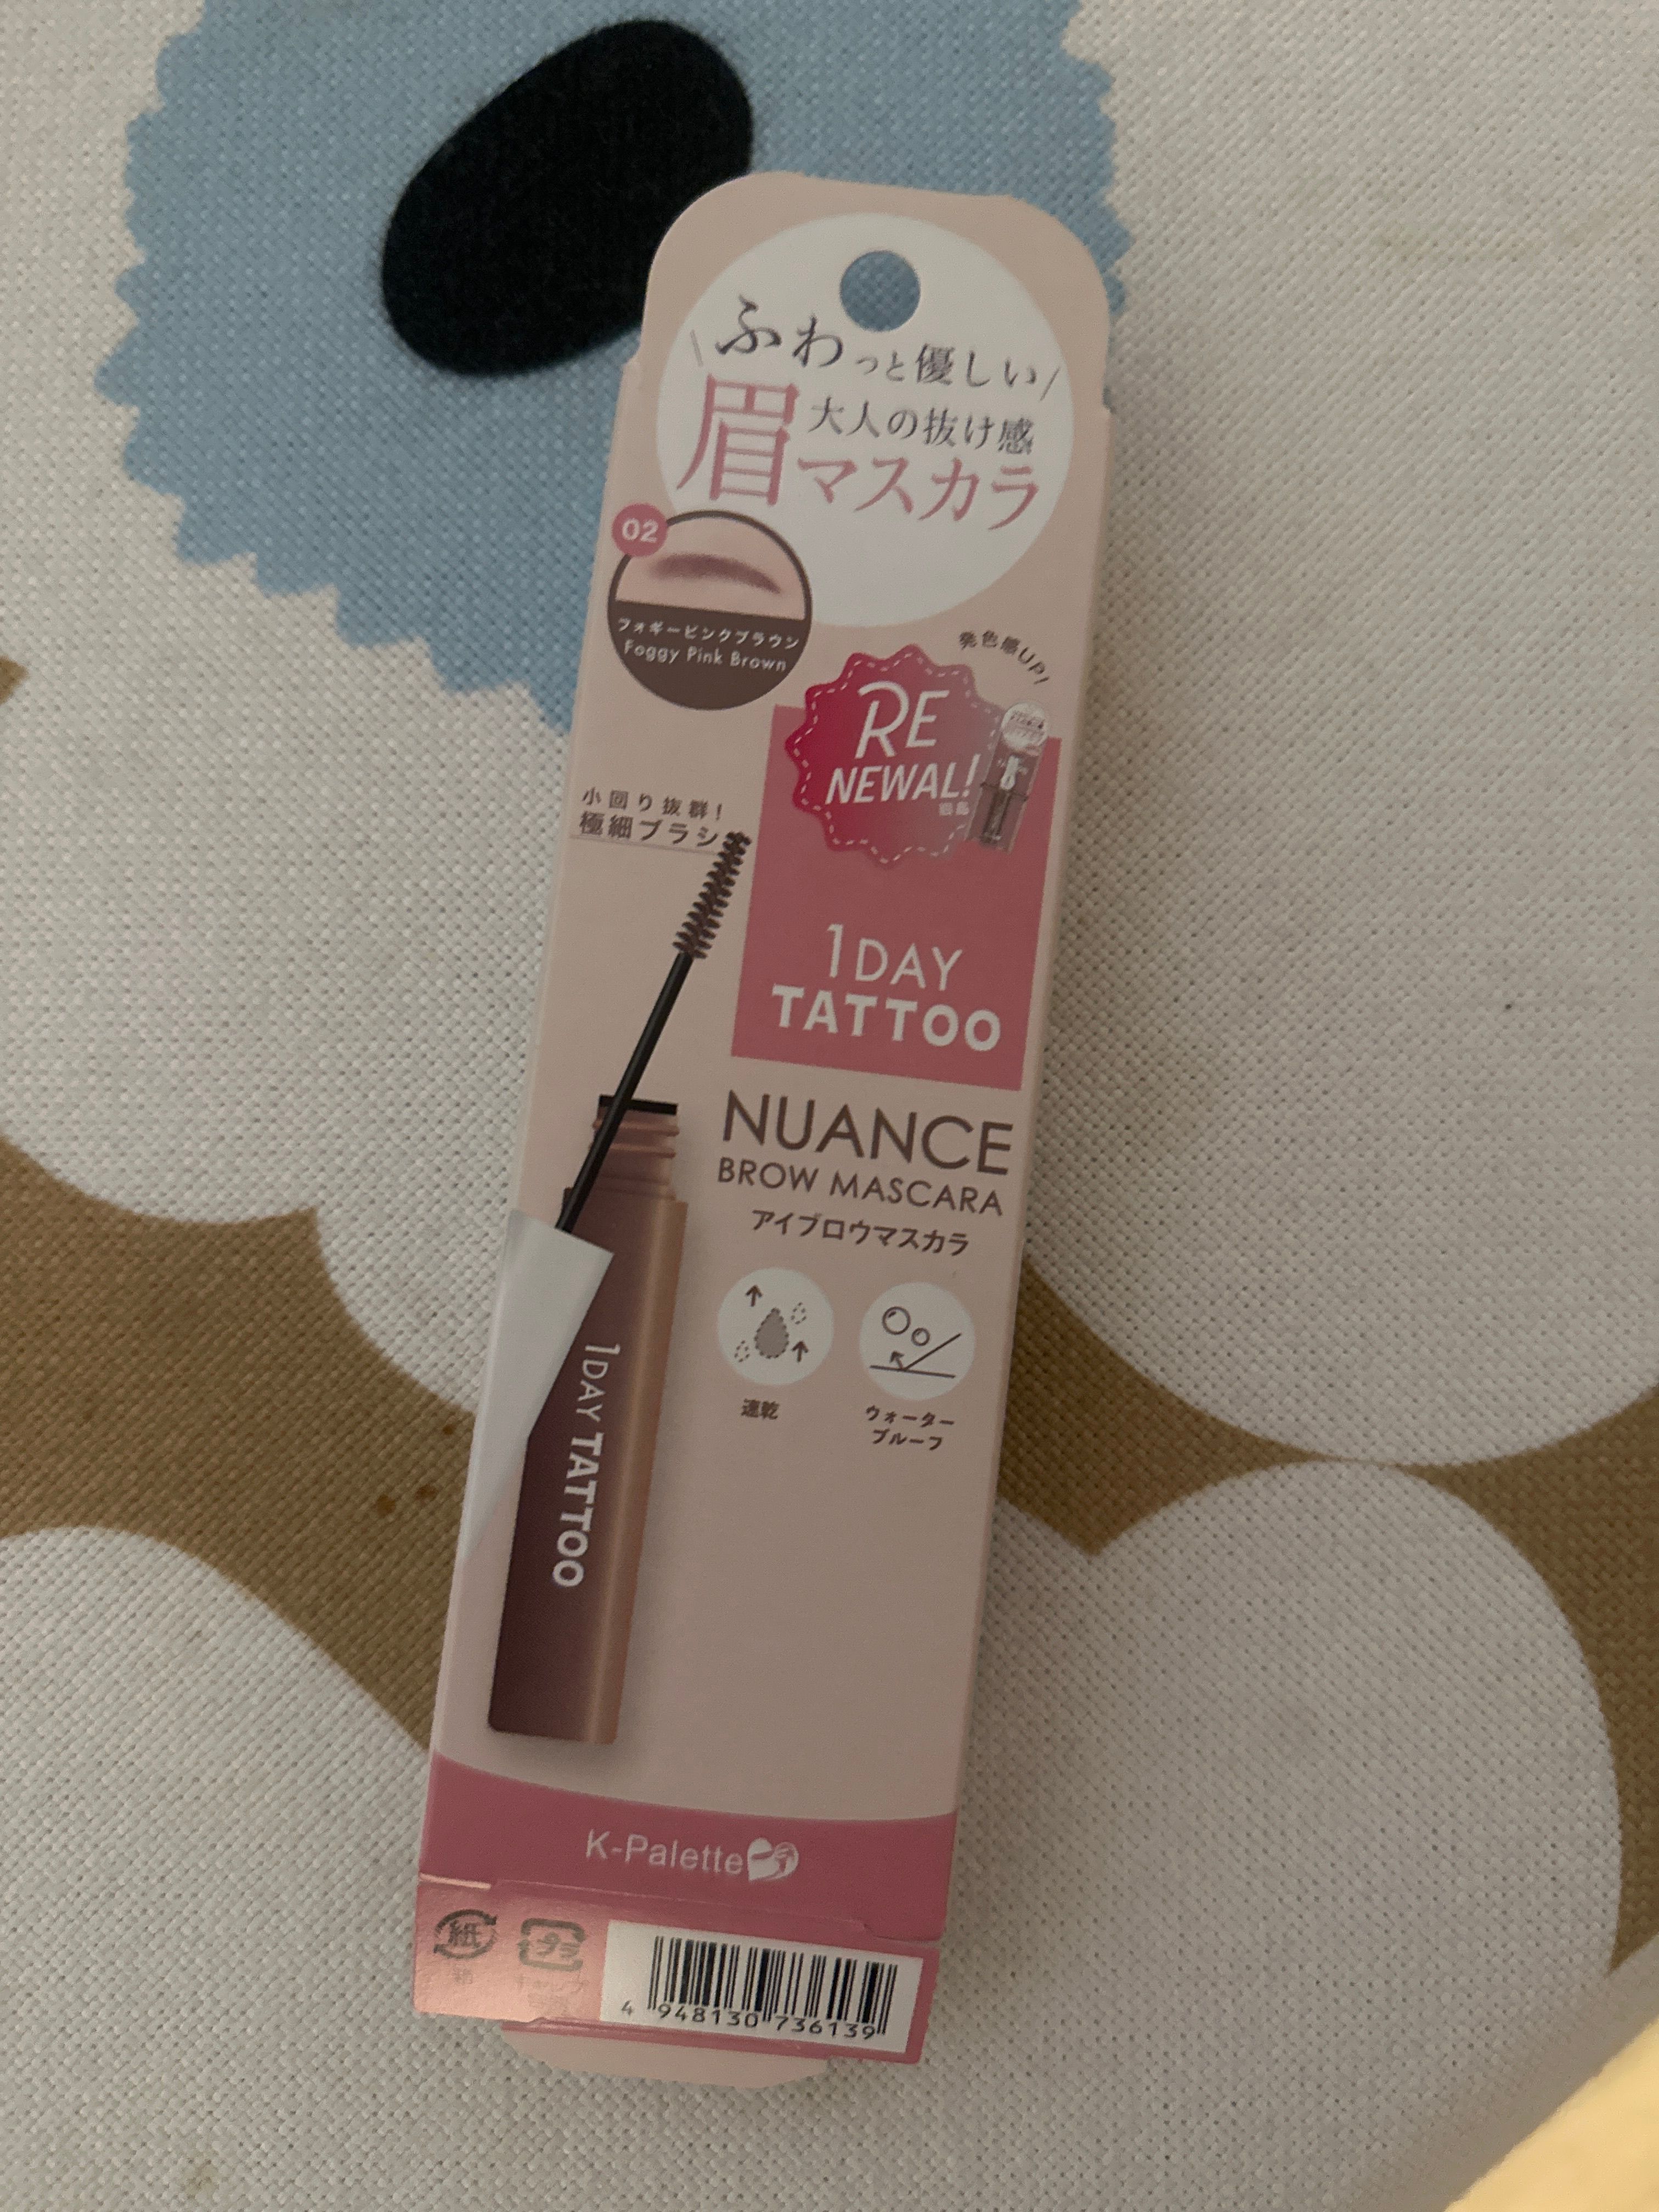 ふわっと優しい
大人の抜け感
眉マスカラ
02
フォギーピンクブラウン
Foggy Pink Brown
発色感UP!
RE
NEWAL!
小回り抜群!
極細ブラシ
1DAY
TATTOO
NUANCE
BROW MASCARA
アイブロウマスカラ
速乾
ウォーター
プルーフ
1DAY TATTOO
K-Palette
紙
プラ
4 948130 736139